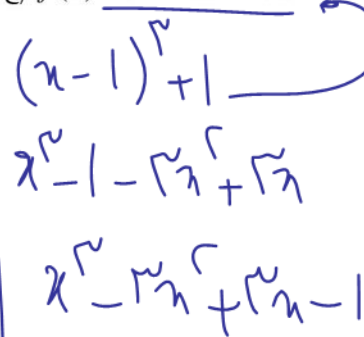 (x-1)^۳ + 1
x^۳ - 1 - ۳x^۲ + ۳x
x^۳ - ۳x^۲ + ۳x - 1